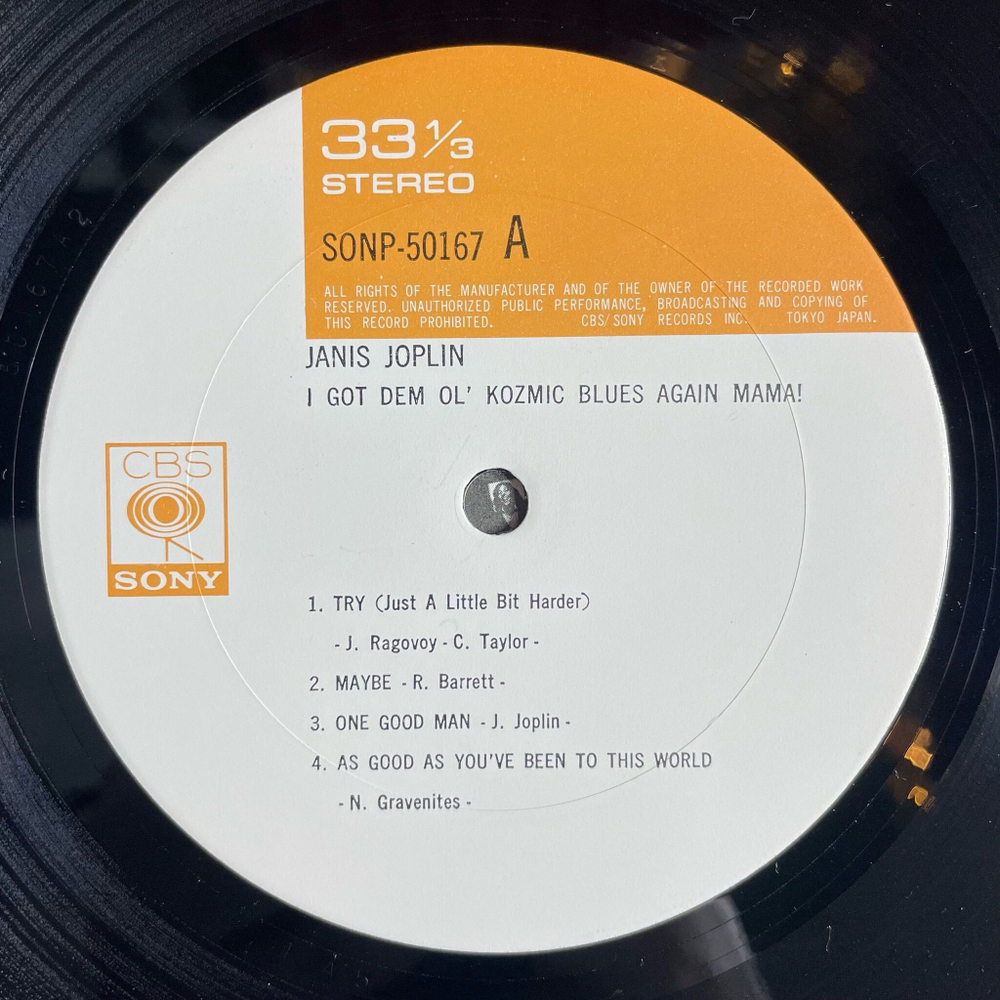 33 1/3
STEREO
SONP-50167 A
ALL RIGHTS OF THE MANUFACTURER AND OF THE OWNER OF THE RECORDED WORK
RESERVED. UNAUTHORIZED PUBLIC PERFORMANCE, BROADCASTING AND COPYING OF
THIS RECORD PROHIBITED. CBS/SONY RECORDS INC. TOKYO JAPAN.
JANIS JOPLIN
I GOT DEM OL' KOZMIC BLUES AGAIN MAMA!
CBS
SONY
1. TRY (Just A Little Bit Harder)
- J. Ragovoy - C. Taylor -
2. MAYBE - R. Barrett -
3. ONE GOOD MAN - J. Joplin -
4. AS GOOD AS YOU'VE BEEN TO THIS WORLD
- N. Gravenites -